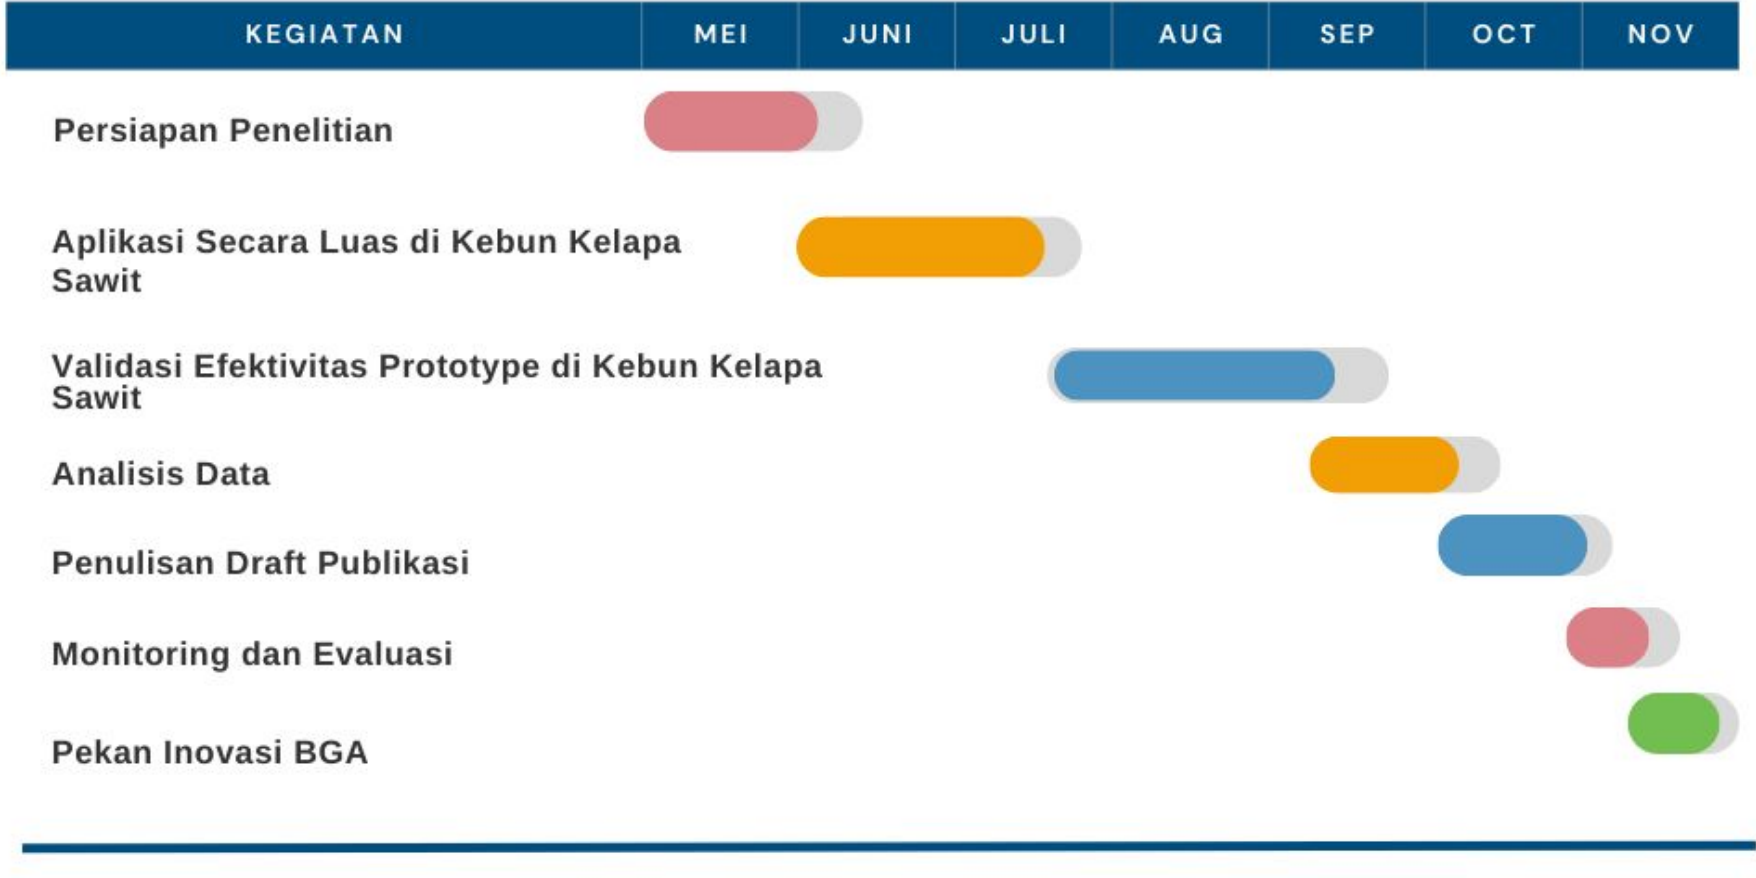 KEGIATAN MEI JUNI JULI AUG SEP OCT NOV
Persiapan Penelitian
Aplikasi Secara Luas di Kebun Kelapa
Sawit
Validasi Efektivitas Prototype di Kebun Kelapa
Sawit
Analisis Data
Penulisan Draft Publikasi
Monitoring dan Evaluasi
Pekan Inovasi BGA